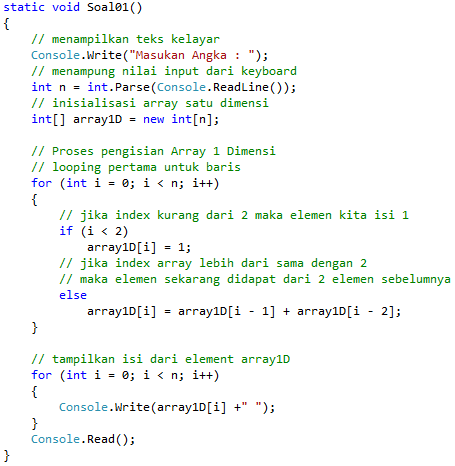 static void Soal01()
{
    // menampilkan teks kelayar
    Console.Write("Masukan Angka : ");
    // menampung nilai input dari keyboard
    int n = int.Parse(Console.ReadLine());
    // inisialisasi array satu dimensi
    int[] array1D = new int[n];

    // Proses pengisian Array 1 Dimensi
    // looping pertama untuk baris
    for (int i = 0; i < n; i++)
    {
        // jika index kurang dari 2 maka elemen kita isi 1
        if (i < 2)
            array1D[i] = 1;
        // jika index array lebih dari sama dengan 2
        // maka elemen sekarang didapat dari 2 elemen sebelumnya
        else
            array1D[i] = array1D[i - 1] + array1D[i - 2];
    }

    // tampilkan isi dari element array1D
    for (int i = 0; i < n; i++)
    {
        Console.Write(array1D[i] +" ");
    }
    Console.Read();
}